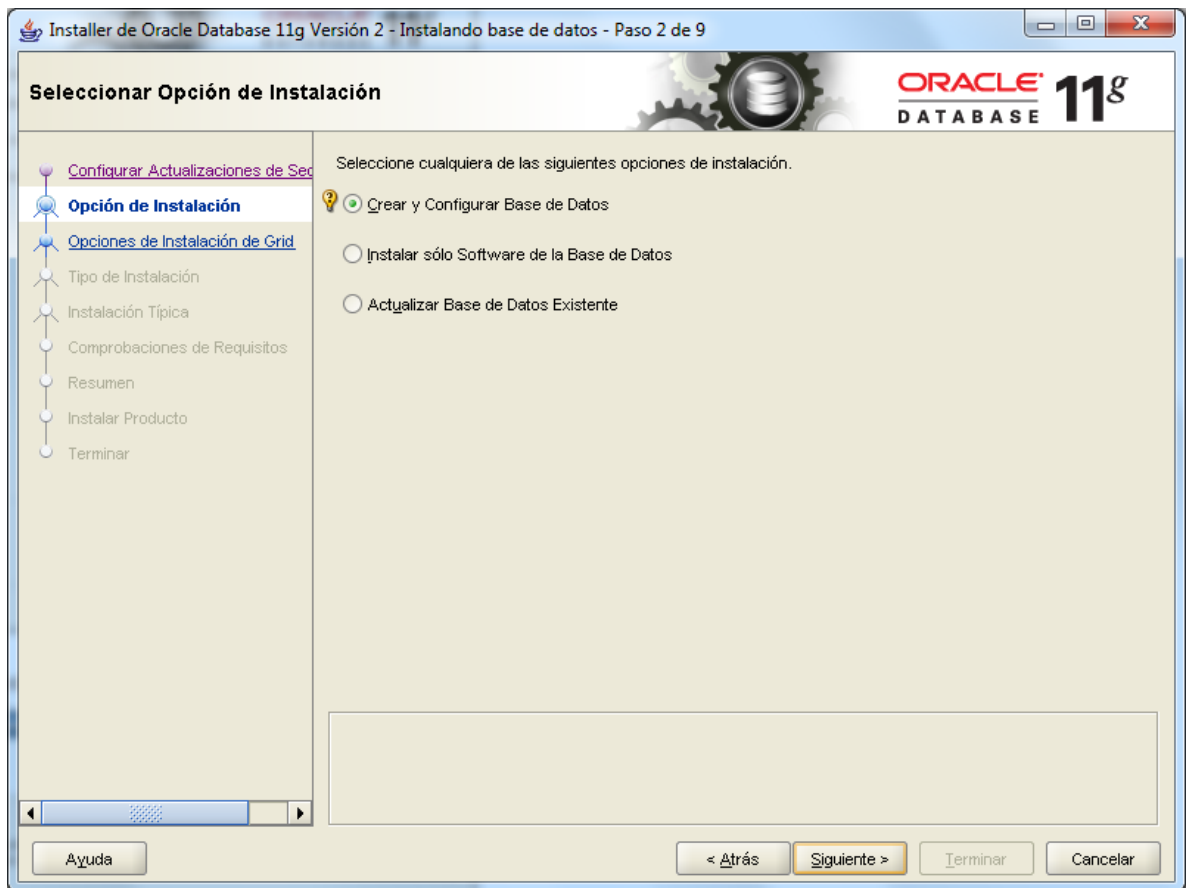 Installer de Oracle Database 11g Versión 2 - Instalando base de datos - Paso 2 de 9
Seleccionar Opción de Instalación
ORACLE
DATABASE
11g
Configurar Actualizaciones de Sec
Opción de Instalación
Opciones de Instalación de Grid
Tipo de Instalación
Instalación Típica
Comprobaciones de Requisitos
Resumen
Instalar Producto
Terminar
Seleccione cualquiera de las siguientes opciones de instalación.
Crear y Configurar Base de Datos
Instalar sólo Software de la Base de Datos
Actualizar Base de Datos Existente
Ayuda
< Atrás
Siguiente >
Terminar
Cancelar